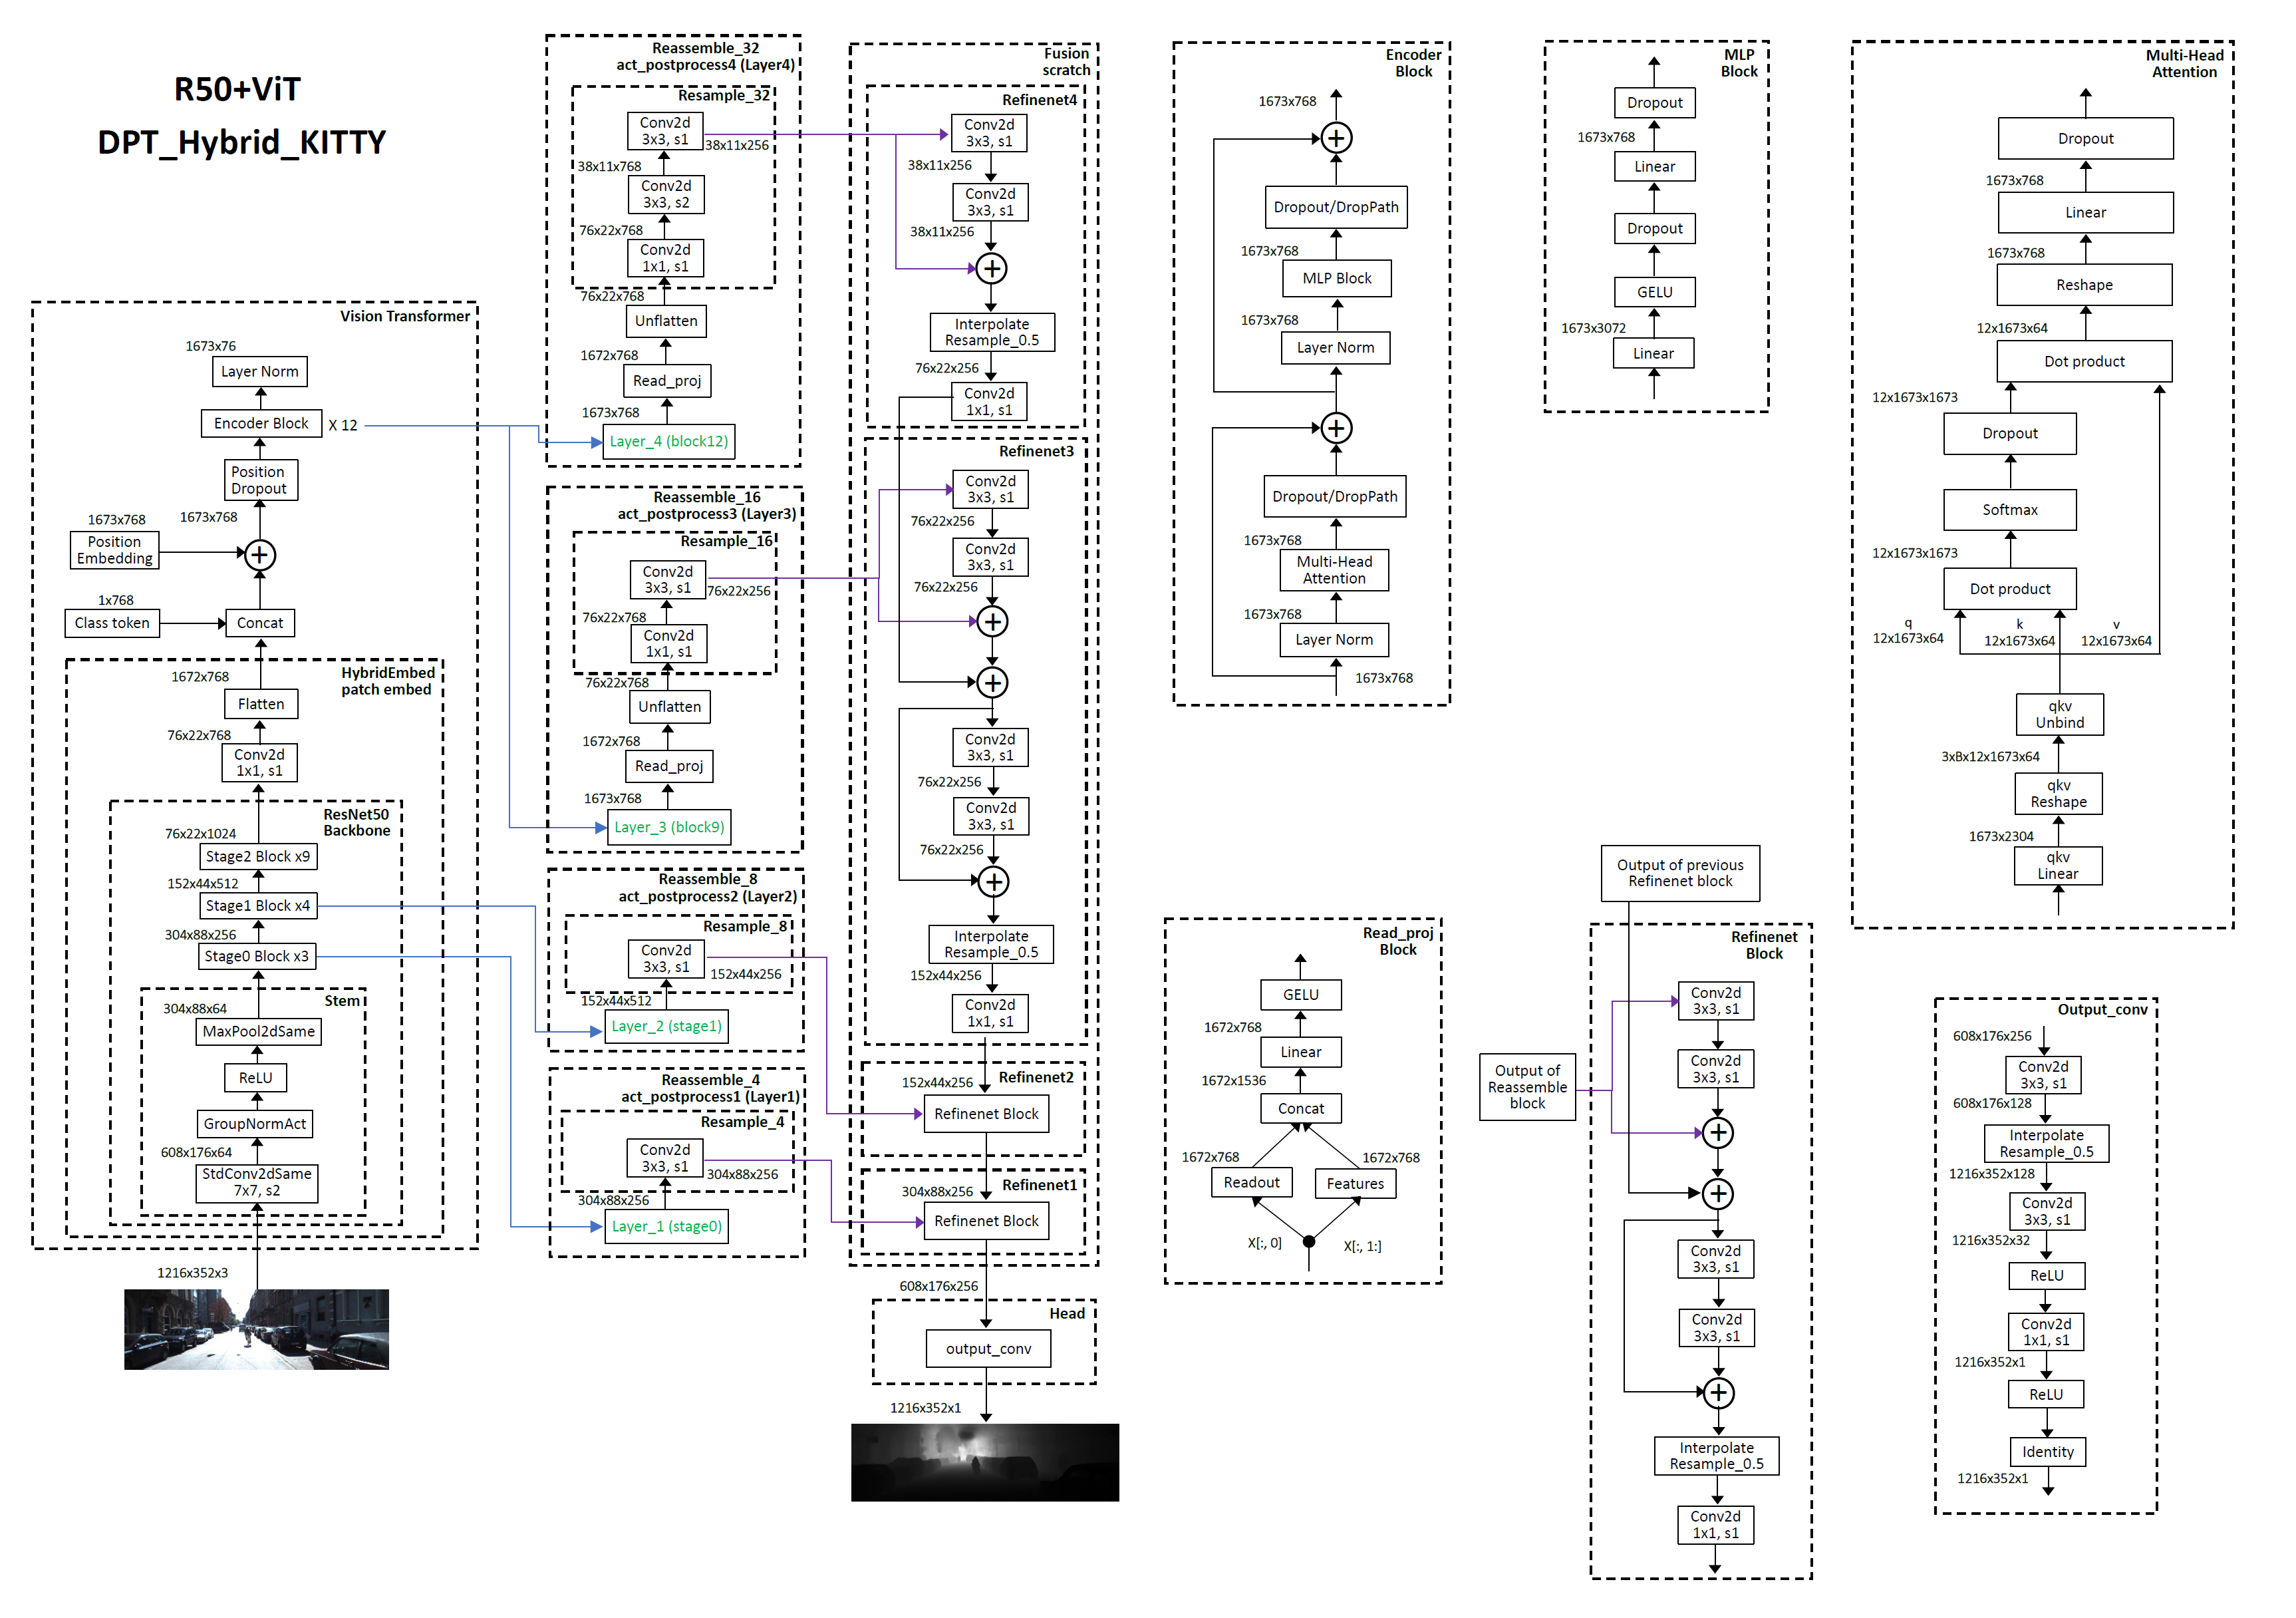 R50+ViT
DPT_Hybrid_KITTY
Vision Transformer
1673x76
Layer Norm
Encoder Block
X 12
Position
Dropout
1673x768
1673x768
Position
Embedding
+
1x768
Class token
Concat
HybridEmbed
patch embed
1672x768
Flatten
76x22x768
Conv2d
1x1, s1
ResNet50
Backbone
76x22x1024
Stage2 Block x9
152x44x512
Stage1 Block x4
304x88x256
Stage0 Block x3
Stem
304x88x64
MaxPool2dSame
ReLU
GroupNormAct
608x176x64
StdConv2dSame
7x7, s2
1216x352x3
Reassemble_32
act_postprocess4 (Layer4)
Resample_32
Conv2d
3x3, s1
38x11x256
38x11x768
Conv2d
3x3, s2
76x22x768
Conv2d
1x1, s1
76x22x768
Unflatten
1672x768
Read_proj
1673x768
Layer_4 (block12)
Reassemble_16
act_postprocess3 (Layer3)
Resample_16
Conv2d
3x3, s1
76x22x256
76x22x768
Conv2d
1x1, s1
76x22x768
Unflatten
1672x768
Read_proj
1673x768
Layer_3 (block9)
Reassemble_8
act_postprocess2 (Layer2)
Resample_8
Conv2d
3x3, s1
152x44x256
152x44x512
Layer_2 (stage1)
Reassemble_4
act_postprocess1 (Layer1)
Resample_4
Conv2d
3x3, s1
304x88x256
304x88x256
Layer_1 (stage0)
Fusion
scratch
Refinenet4
Conv2d
3x3, s1
38x11x256
Conv2d
3x3, s1
38x11x256
+
Interpolate
Resample_0.5
76x22x256
Conv2d
1x1, s1
Refinenet3
Conv2d
3x3, s1
76x22x256
Conv2d
3x3, s1
76x22x256
+
+
Conv2d
3x3, s1
76x22x256
Conv2d
3x3, s1
76x22x256
+
Interpolate
Resample_0.5
152x44x256
Conv2d
1x1, s1
Refinenet2
152x44x256
Refinenet Block
Refinenet1
304x88x256
Refinenet Block
608x176x256
Head
output_conv
1216x352x1
Encoder
Block
1673x768
+
Dropout/DropPath
1673x768
MLP Block
1673x768
Layer Norm
+
Dropout/DropPath
1673x768
Multi-Head
Attention
1673x768
Layer Norm
1673x768
MLP
Block
Dropout
1673x768
Linear
Dropout
GELU
1673x3072
Linear
Multi-Head
Attention
Dropout
1673x768
Linear
1673x768
Reshape
12x1673x64
Dot product
12x1673x1673
Dropout
Softmax
12x1673x1673
Dot product
q
12x1673x64
k
12x1673x64
v
12x1673x64
qkv
Unbind
3xBx12x1673x64
qkv
Reshape
1673x2304
qkv
Linear
Read_proj
Block
GELU
1672x768
Linear
1672x1536
Concat
1672x768
1672x768
Readout
Features
X[:, 0]
X[:, 1:]
Output of previous
Refinenet block
Refinenet
Block
Output of
Reassemble
block
Conv2d
3x3, s1
Conv2d
3x3, s1
+
+
Conv2d
3x3, s1
Conv2d
3x3, s1
+
Interpolate
Resample_0.5
Conv2d
1x1, s1
Output_conv
608x176x256
Conv2d
3x3, s1
608x176x128
Interpolate
Resample_0.5
1216x352x128
Conv2d
3x3, s1
1216x352x32
ReLU
Conv2d
1x1, s1
1216x352x1
ReLU
Identity
1216x352x1